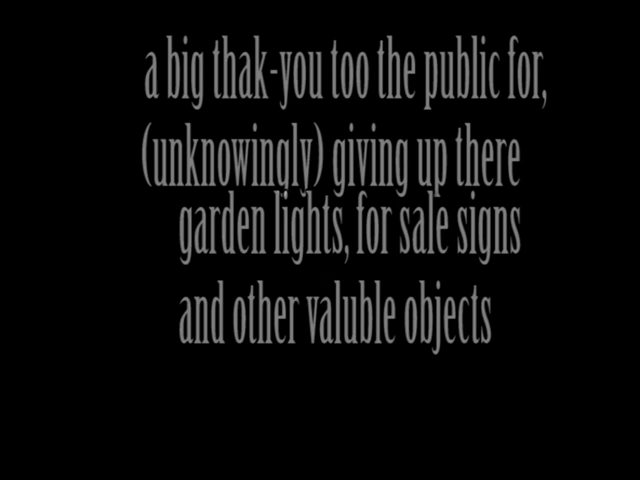 a big thak-you too the public for,
(unknowingly) giving up there
garden lights, for sale signs
and other valuble objects